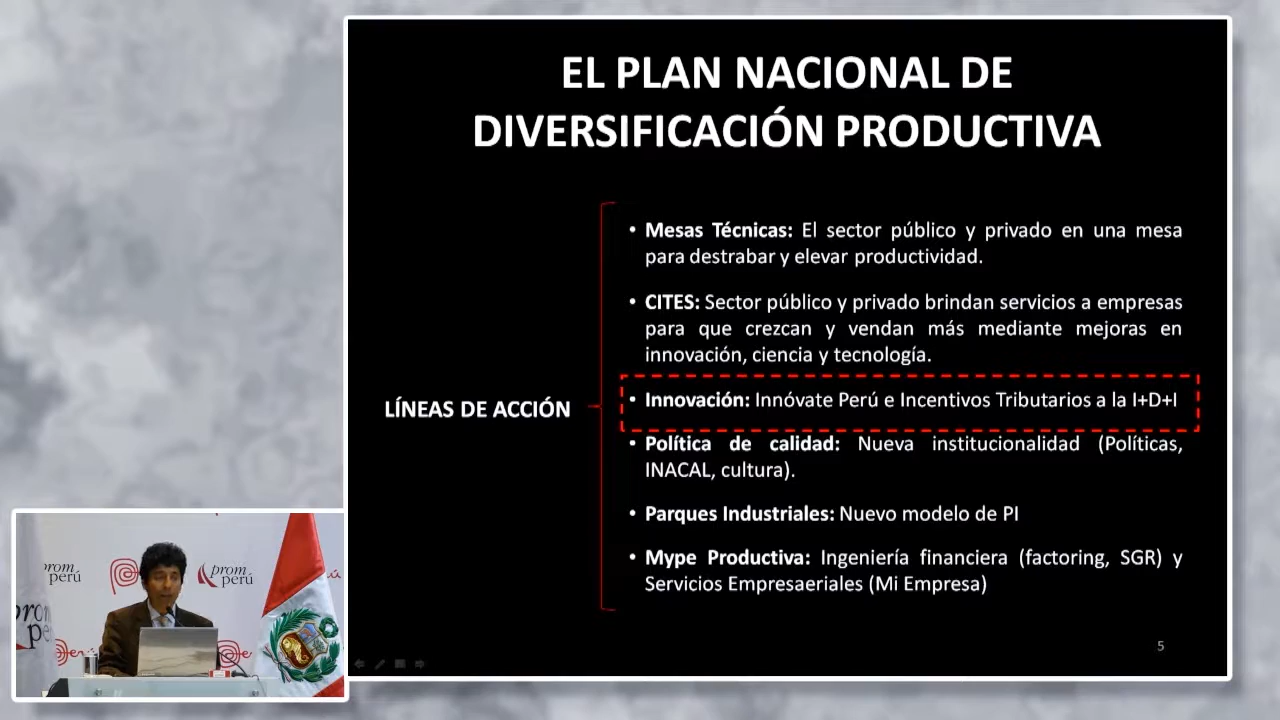 EL PLAN NACIONAL DE
DIVERSIFICACIÓN PRODUCTIVA
LÍNEAS DE ACCIÓN
• Mesas Técnicas: El sector público y privado en una mesa
para destrabar y elevar productividad.
• CITES: Sector público y privado brindan servicios a empresas
para que crezcan y vendan más mediante mejoras en
innovación, ciencia y tecnología.
• Innovación: Innóvate Perú e Incentivos Tributarios a la I+D+I
• Política de calidad: Nueva institucionalidad (Políticas,
INACAL, cultura).
• Parques Industriales: Nuevo modelo de PI
• Mype Productiva: Ingeniería financiera (factoring, SGR) y
Servicios Empresaeriales (Mi Empresa)
5
prom
perú